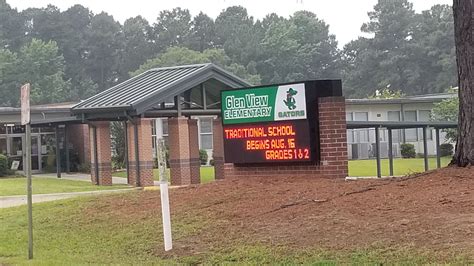 Glen View
ELEMENTARY
GATORS
TRADITIONAL SCHOOL
BEGINS AUG. 16
GRADES 1 & 2